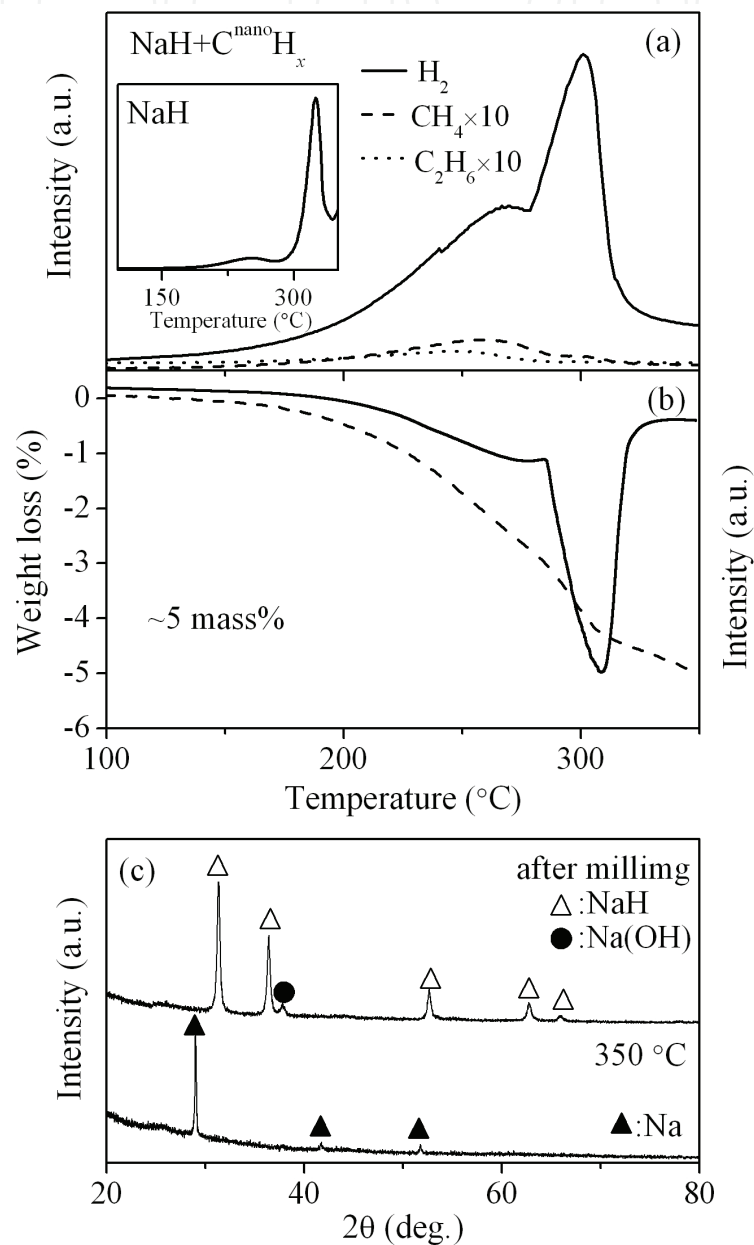 NaH+C^nano H_x
(a)
H_2
CH_4×10
C_2H_6×10
NaH
150
300
Temperature (°C)
Intensity (a.u.)
(b)
0
-1
-2
-3
-4
-5
-6
Weight loss (%)
Intensity (a.u.)
~5 mass%
100
200
300
Temperature (°C)
(c)
after millimg
△:NaH
●:Na(OH)
350 °C
▲:Na
Intensity (a.u.)
20
40
60
80
2θ (deg.)